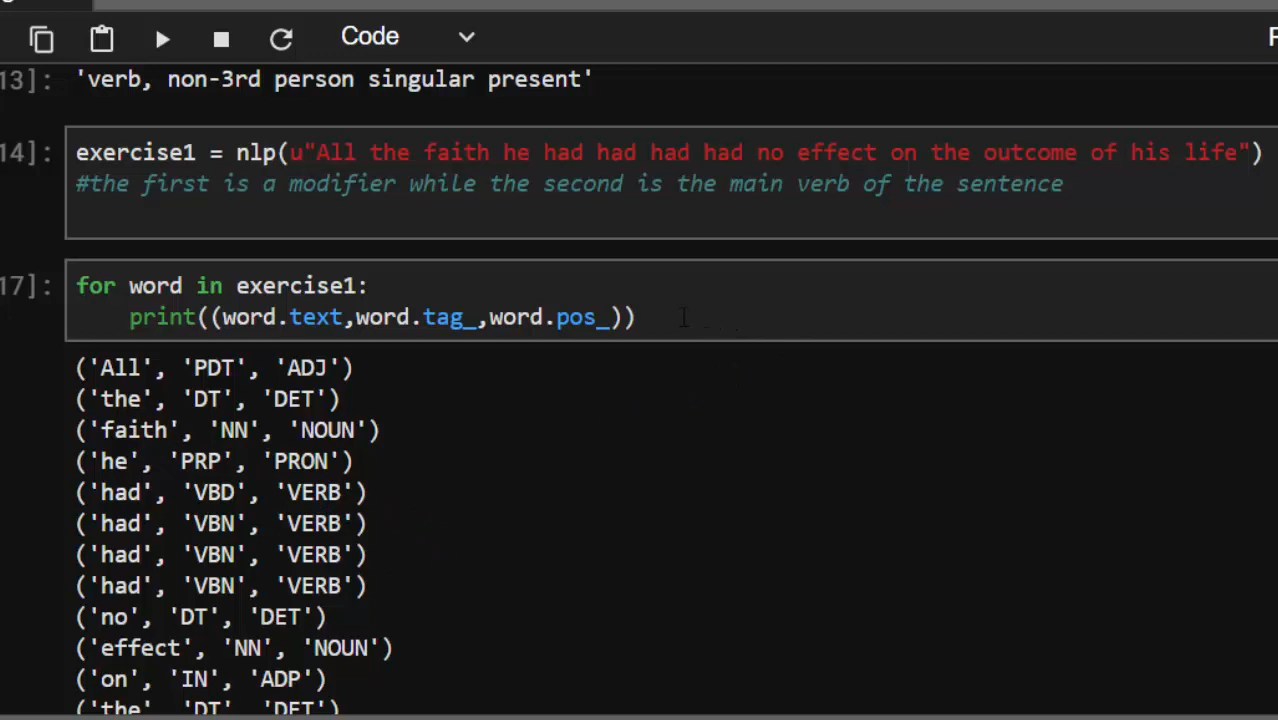 Code
13]: 'verb, non-3rd person singular present'
14]: exercise1 = nlp(u"All the faith he had had had had no effect on the outcome of his life")
#the first is a modifier while the second is the main verb of the sentence
17]: for word in exercise1:
print((word.text,word.tag_,word.pos_))
('All', 'PDT', 'ADJ')
('the', 'DT', 'DET')
('faith', 'NN', 'NOUN')
('he', 'PRP', 'PRON')
('had', 'VBD', 'VERB')
('had', 'VBN', 'VERB')
('had', 'VBN', 'VERB')
('had', 'VBN', 'VERB')
('no', 'DT', 'DET')
('effect', 'NN', 'NOUN')
('on', 'IN', 'ADP')
('the', 'DT', 'DET')